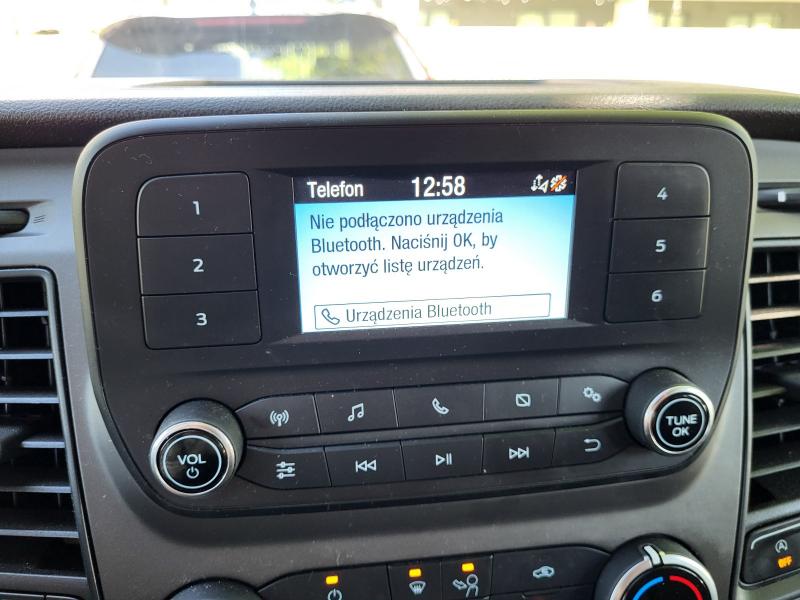 Telefon 12:58
Nie podłączono urządzenia
Bluetooth. Naciśnij OK, by
otworzyć listę urządzeń.
Urządzenia Bluetooth
1
2
3
4
5
6
VOL
TUNE
OK
A
OFF